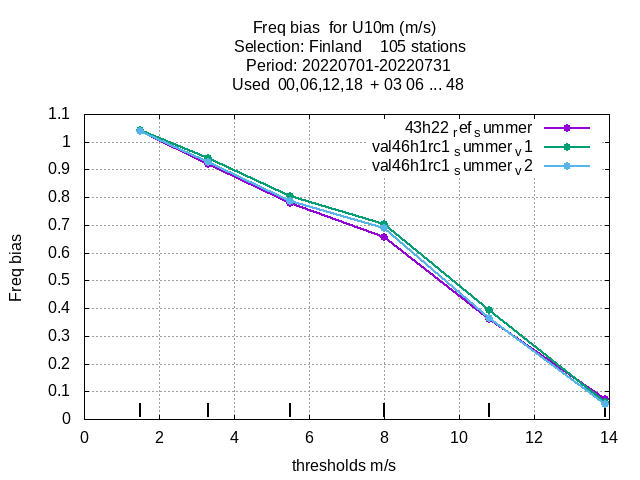 Freq bias  for U10m (m/s)
Selection: Finland    105 stations
Period: 20220701-20220731
Used  00,06,12,18  + 03 06 ... 48
43h22 ref summer
val46h1rc1 summer v1
val46h1rc1 summer v2
1.1
1
0.9
0.8
0.7
0.6
0.5
0.4
0.3
0.2
0.1
0
Freq bias
0 2 4 6 8 10 12 14
thresholds m/s